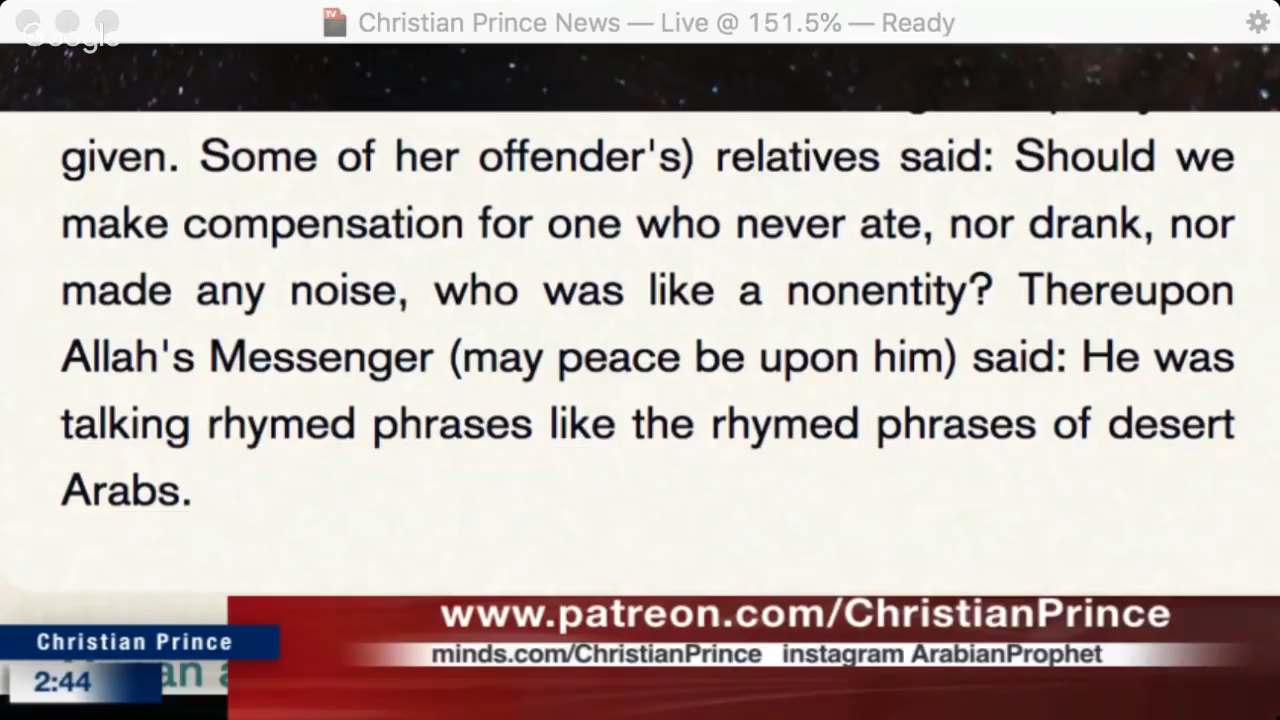 Christian Prince News — Live @ 151.5% — Ready
Google
given. Some of her offender's) relatives said: Should we
make compensation for one who never ate, nor drank, nor
made any noise, who was like a nonentity? Thereupon
Allah's Messenger (may peace be upon him) said: He was
talking rhymed phrases like the rhymed phrases of desert
Arabs.
www.patreon.com/ChristianPrince
Christian Prince
minds.com/ChristianPrince instagram ArabianProphet
2:44